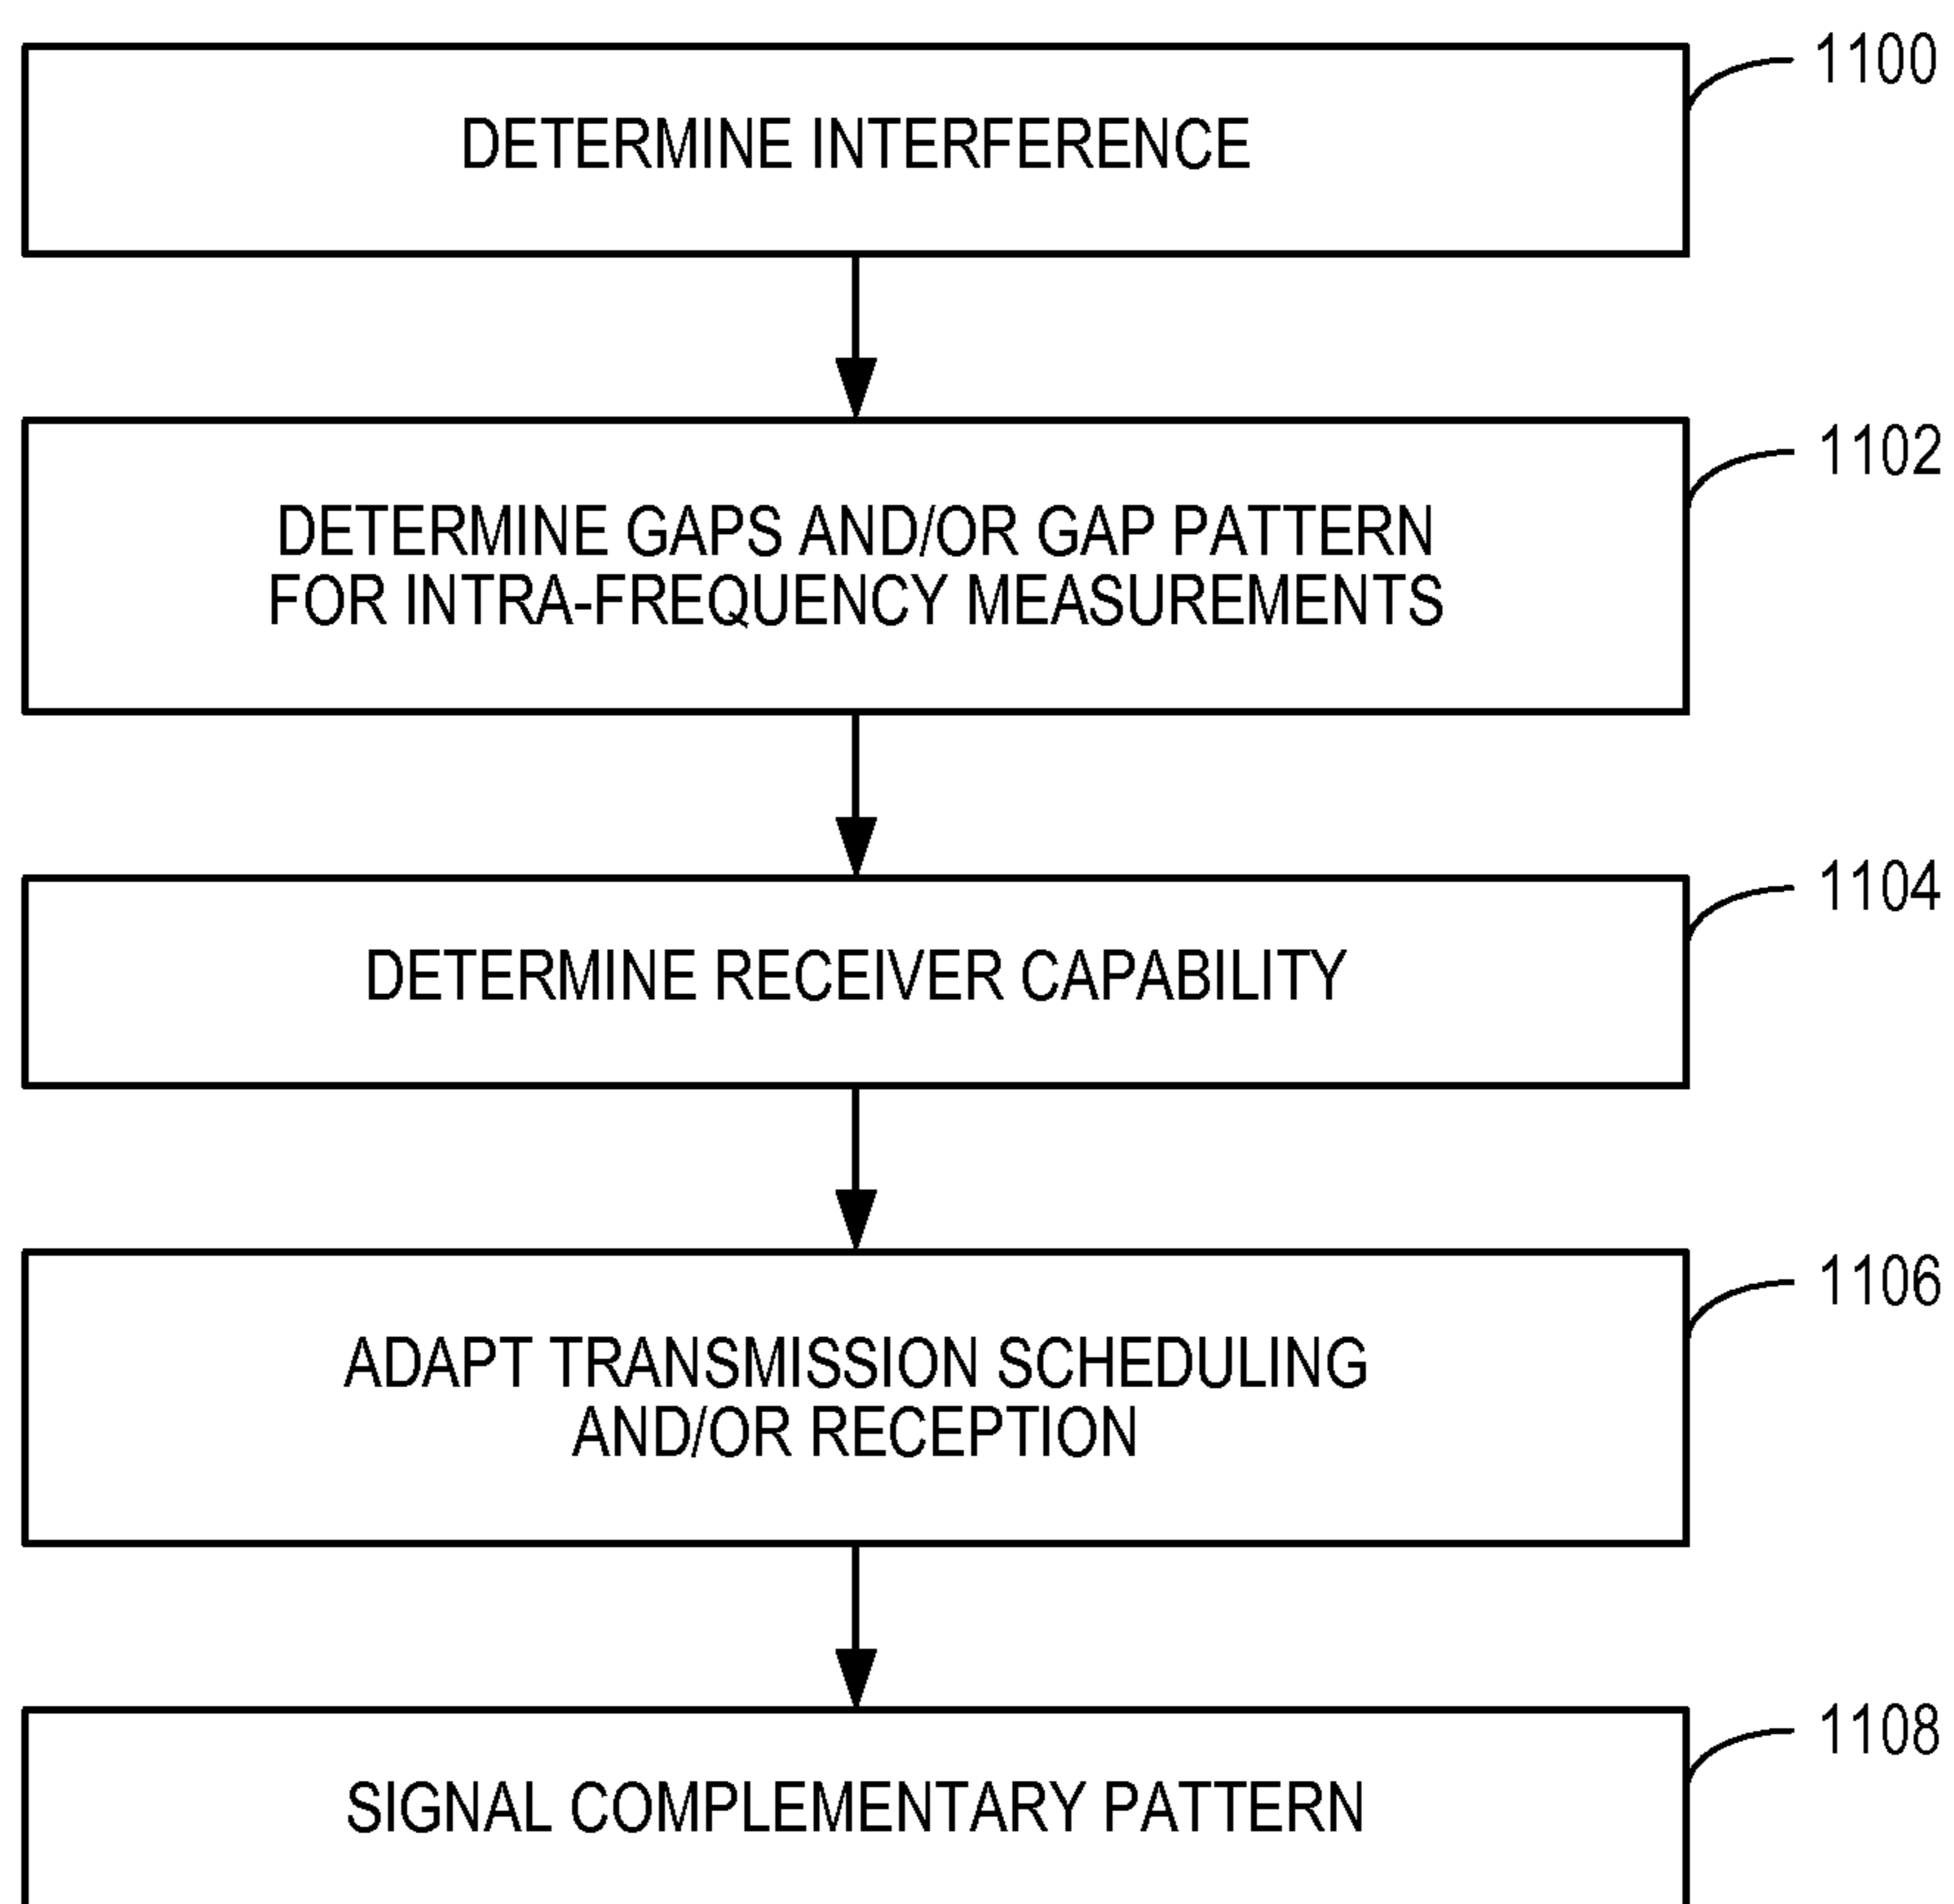 1100
DETERMINE INTERFERENCE
1102
DETERMINE GAPS AND/OR GAP PATTERN
FOR INTRA-FREQUENCY MEASUREMENTS
1104
DETERMINE RECEIVER CAPABILITY
1106
ADAPT TRANSMISSION SCHEDULING
AND/OR RECEPTION
1108
SIGNAL COMPLEMENTARY PATTERN